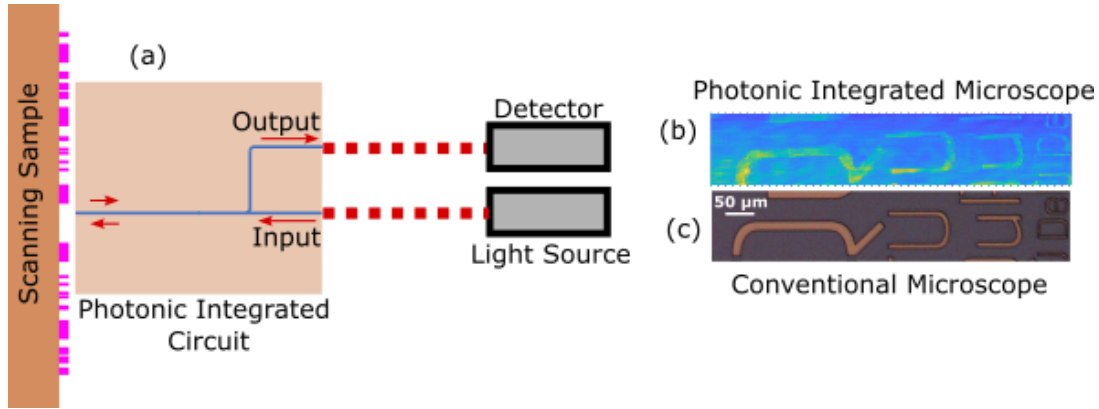 (a)
Scanning Sample
Output
Input
Photonic Integrated
Circuit
Detector
Light Source
Photonic Integrated Microscope
(b)
(c)
50 µm
Conventional Microscope